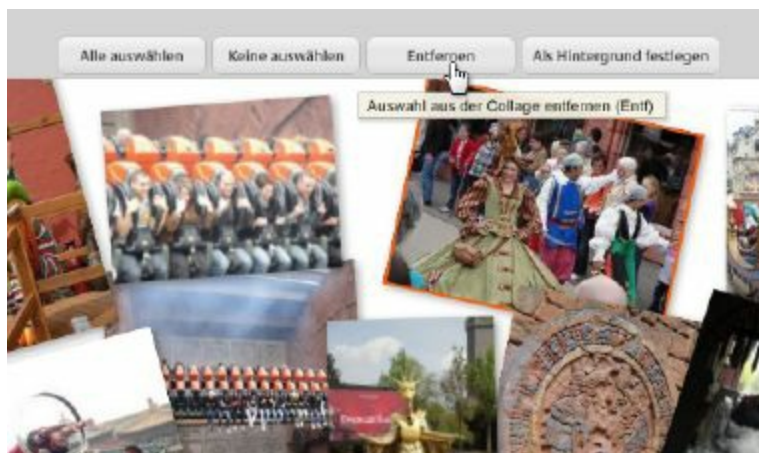 Alle auswählen
Keine auswählen
Entfernen
Als Hintergrund festlegen
Auswahl aus der Collage entfernen (Entf)